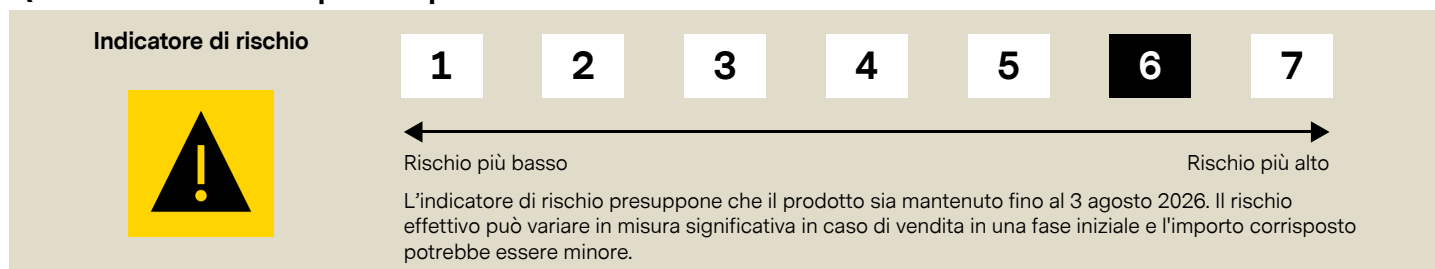 Indicatore di rischio
1 2 3 4 5 6 7
Rischio più basso
Rischio più alto
L'indicatore di rischio presuppone che il prodotto sia mantenuto fino al 3 agosto 2026. Il rischio
effettivo può variare in misura significativa in caso di vendita in una fase iniziale e l'importo corrisposto
potrebbe essere minore.